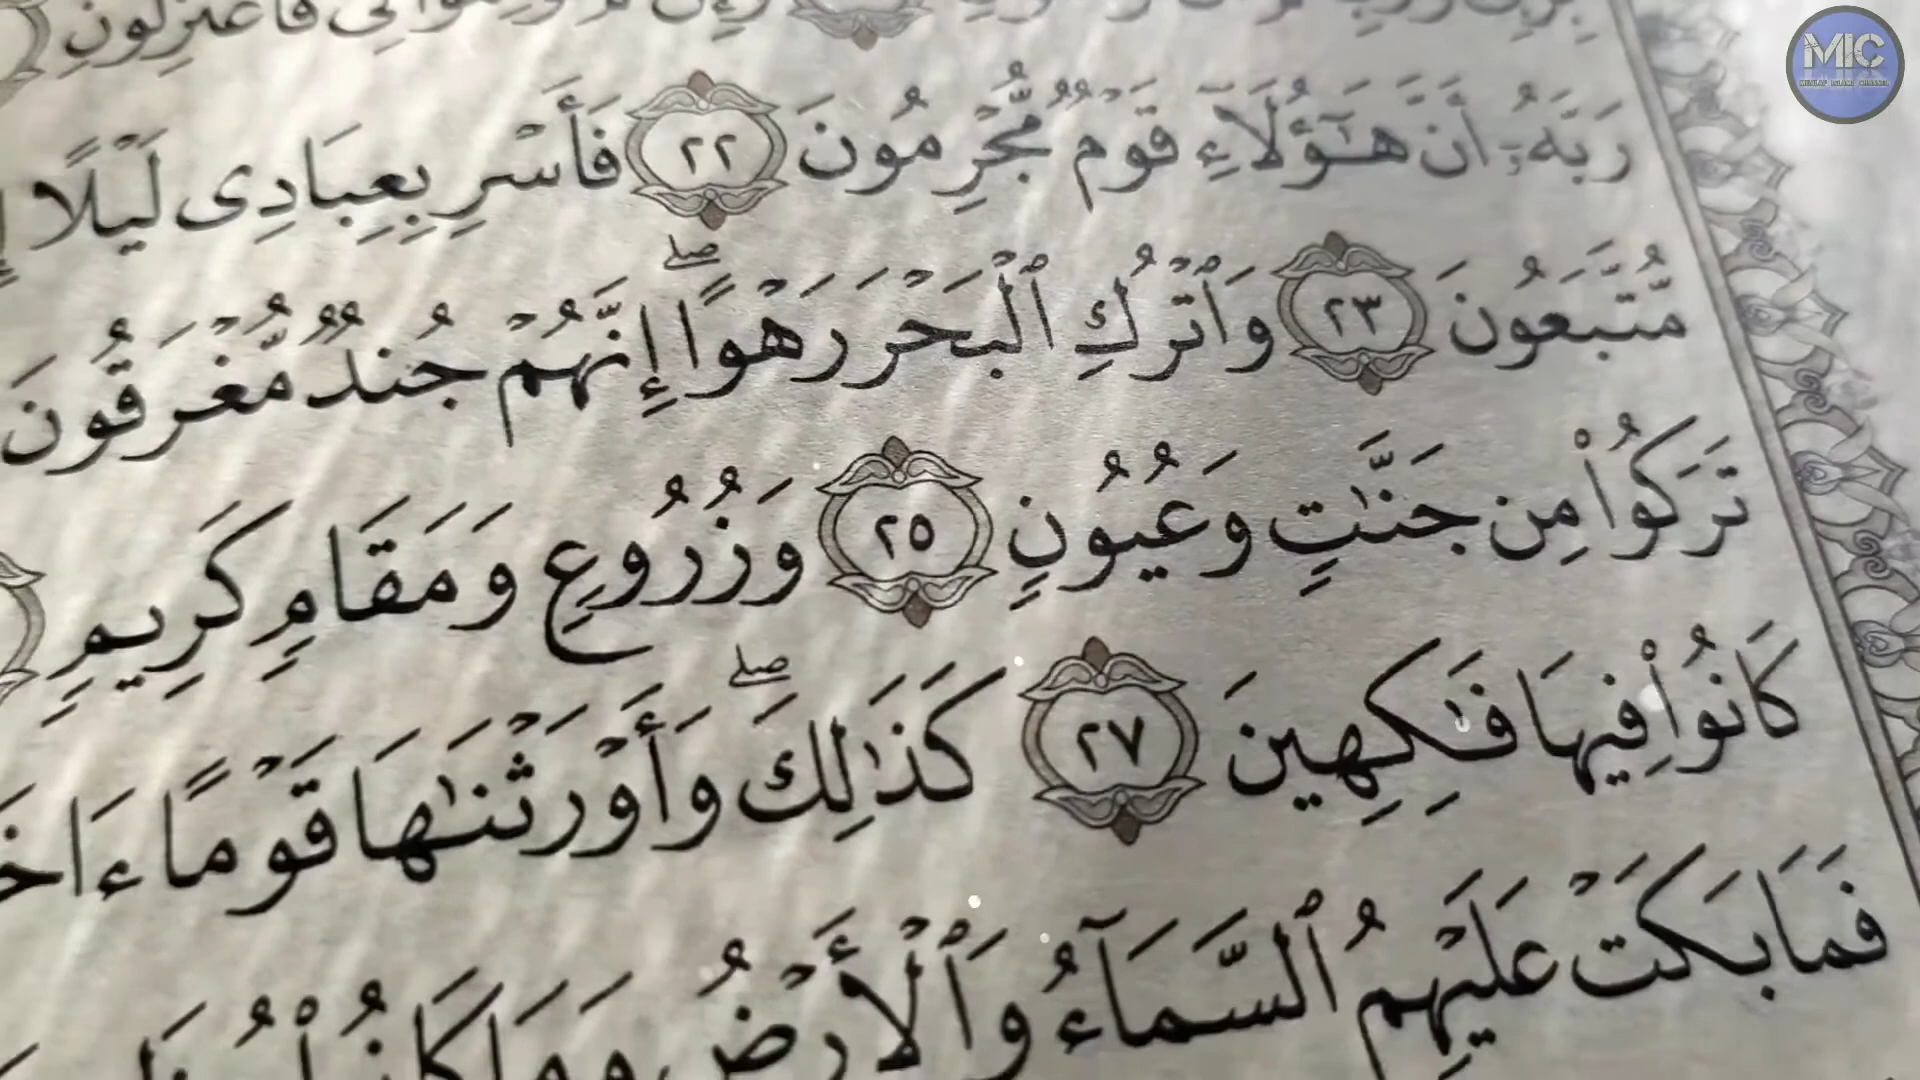 MIC
رَبَّهُۥٓ أَنَّ هَـٰٓؤُلَآءِ قَوْمٌ مُّجْرِمُونَ ٢٢ فَأَسْرِ بِعِبَادِى لَيْلًا
مُّتَّبَعُونَ ٢٣ وَٱتْرُكِ ٱلْبَحْرَ رَهْوًا ۖ إِنَّهُمْ جُندٌ مُّغْرَقُونَ
تَرَكُوا۟ مِن جَنَّـٰتٍ وَعُيُونٍ ٢٥ وَزُرُوعٍ وَمَقَامٍ كَرِيمٍ
كَانُوا۟ فِيهَا فَـٰكِهِينَ ٢٧ كَذَٰلِكَ ۖ وَأَوْرَثْنَـٰهَا قَوْمًا
فَمَا بَكَتْ عَلَيْهِمُ ٱلسَّمَآءُ وَٱلْأَرْضُ